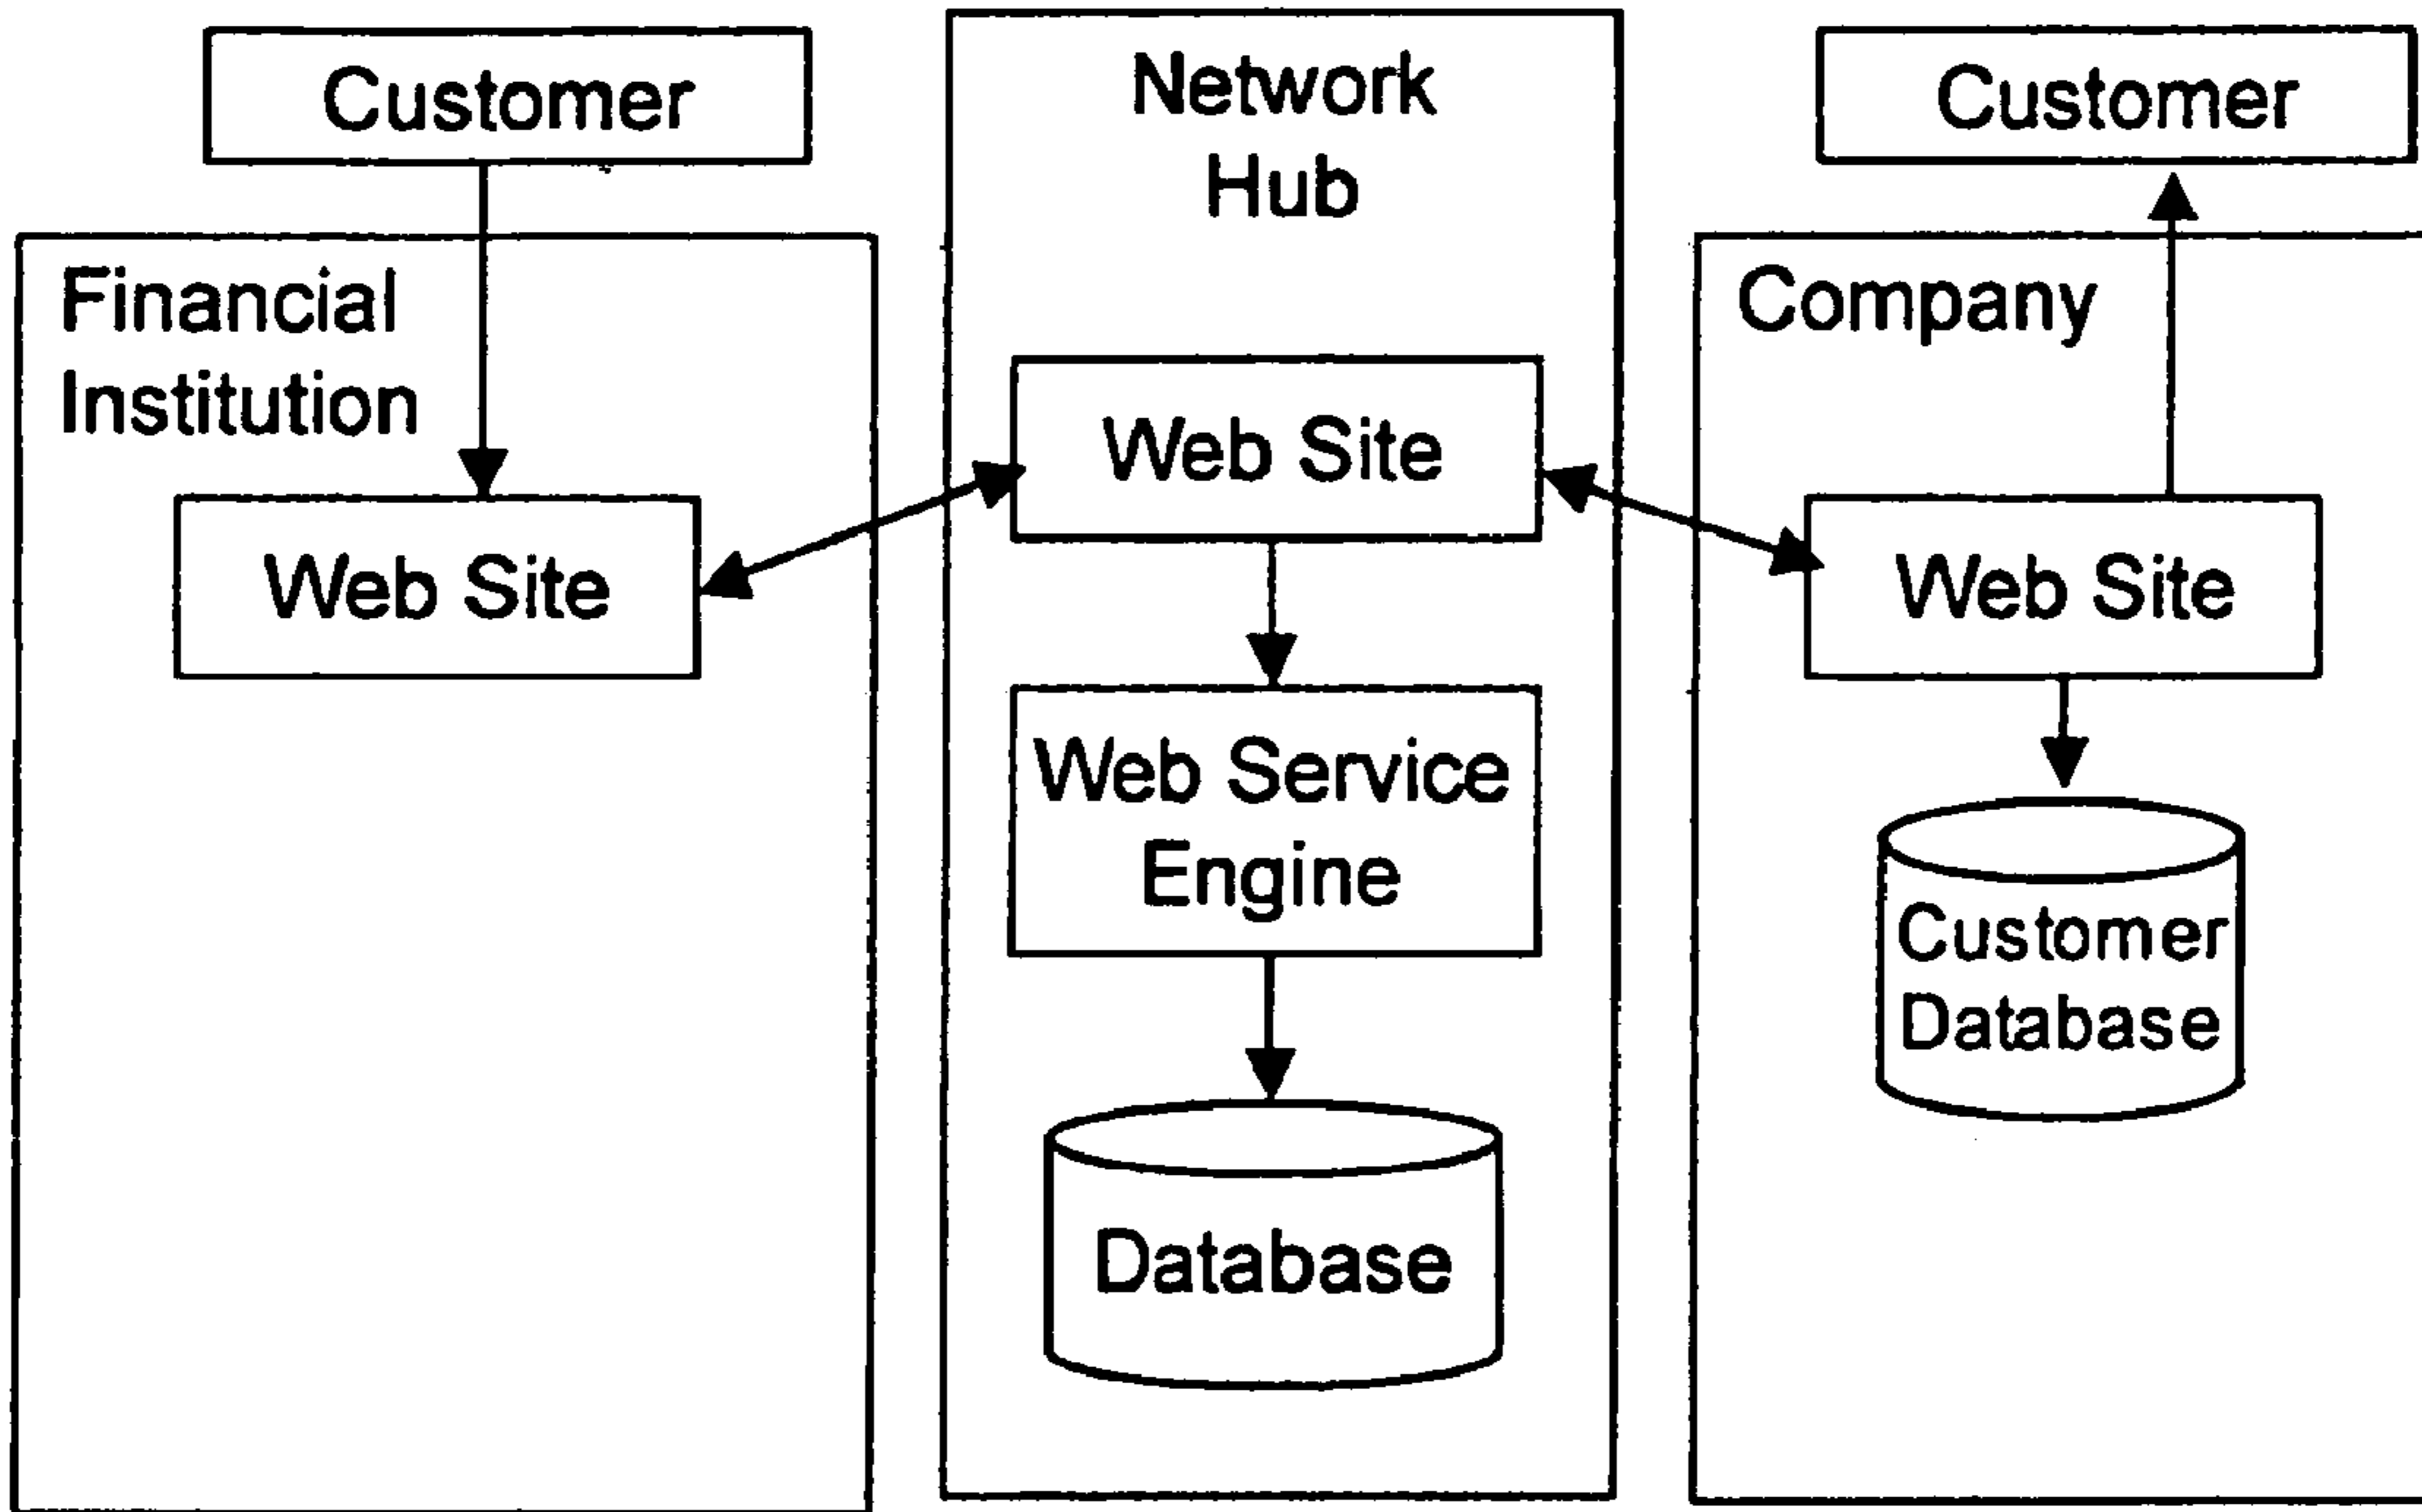 Customer
Financial
Institution
Web Site
Network
Hub
Web Site
Web Service
Engine
Database
Customer
Company
Web Site
Customer
Database